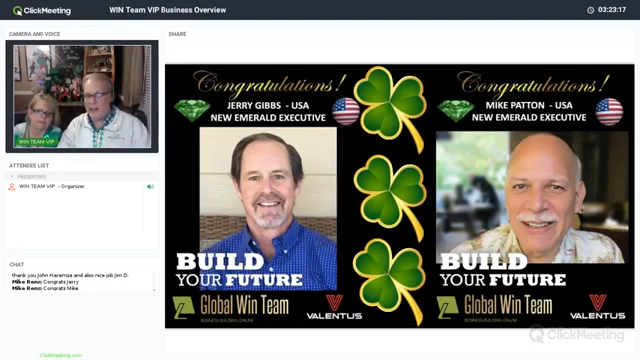 ClickMeeting
WIN Team VIP Business Overview
03:23:17
CAMERA AND VOICE
WIN TEAM VIP
ATTENDEE LIST
PRESENTERS
WIN TEAM VIP - Organizer
CHAT
thank you John Haremza and also nice job Jim D.
Mike Renz: Congrats Jerry
Mike Renz: Congrats Mike
ClickMeeting.com
SHARE
Congratulations!
JERRY GIBBS - USA
NEW EMERALD EXECUTIVE
BUILD
YOUR FUTURE
Global Win Team
BUSINESS BUILDING ONLINE
VALENTUS
Congratulations!
MIKE PATTON - USA
NEW EMERALD EXECUTIVE
BUILD
YOUR FUTURE
Global Win Team
BUSINESS BUILDING ONLINE
VALENTUS
ClickMeeting